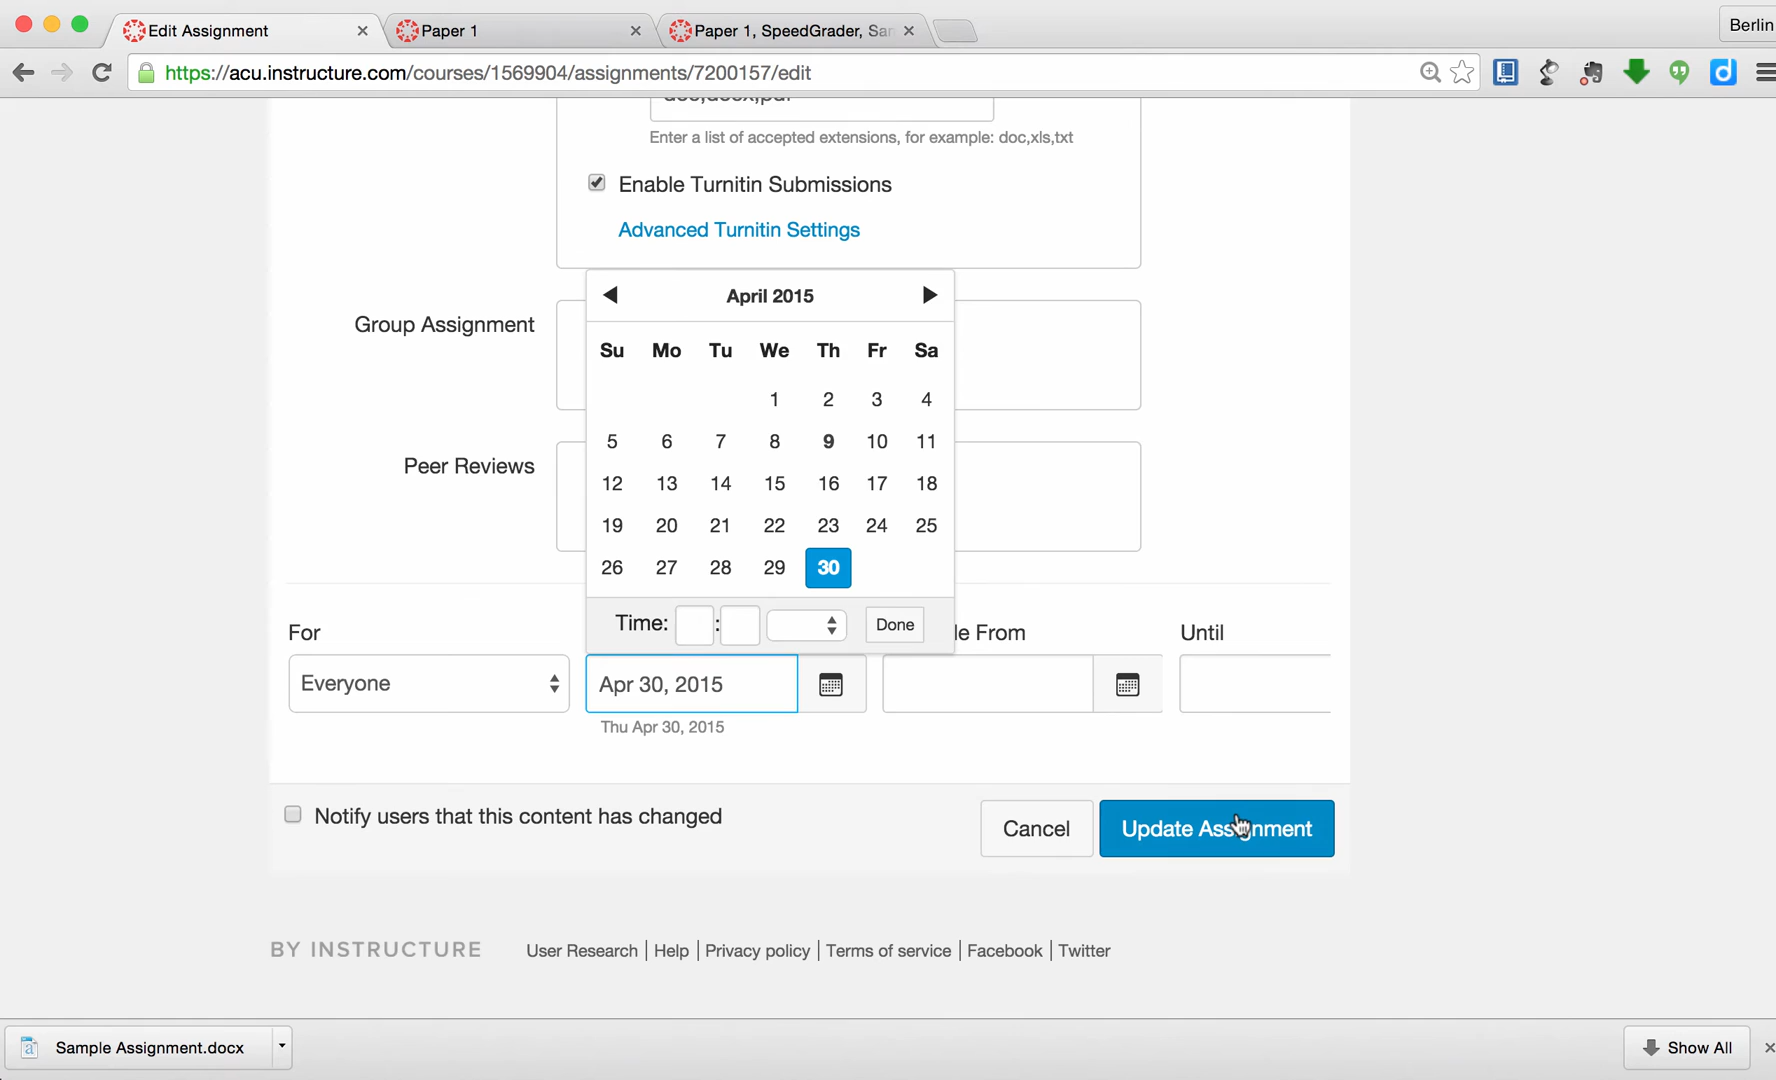 Edit Assignment
Paper 1
Paper 1, SpeedGrader, Sar
Berlin
https://acu.instructure.com/courses/1569904/assignments/7200157/edit
doc,docx,pdf
Enter a list of accepted extensions, for example: doc,xls,txt
Enable Turnitin Submissions
Advanced Turnitin Settings
Group Assignment
Peer Reviews
April 2015
Su Mo Tu We Th Fr Sa
1 2 3 4
5 6 7 8 9 10 11
12 13 14 15 16 17 18
19 20 21 22 23 24 25
26 27 28 29 30
Time: : Done
For
le From
Until
Everyone
Apr 30, 2015
Thu Apr 30, 2015
Notify users that this content has changed
Cancel
Update Assignment
BY INSTRUCTURE
User Research | Help | Privacy policy | Terms of service | Facebook | Twitter
Sample Assignment.docx
Show All